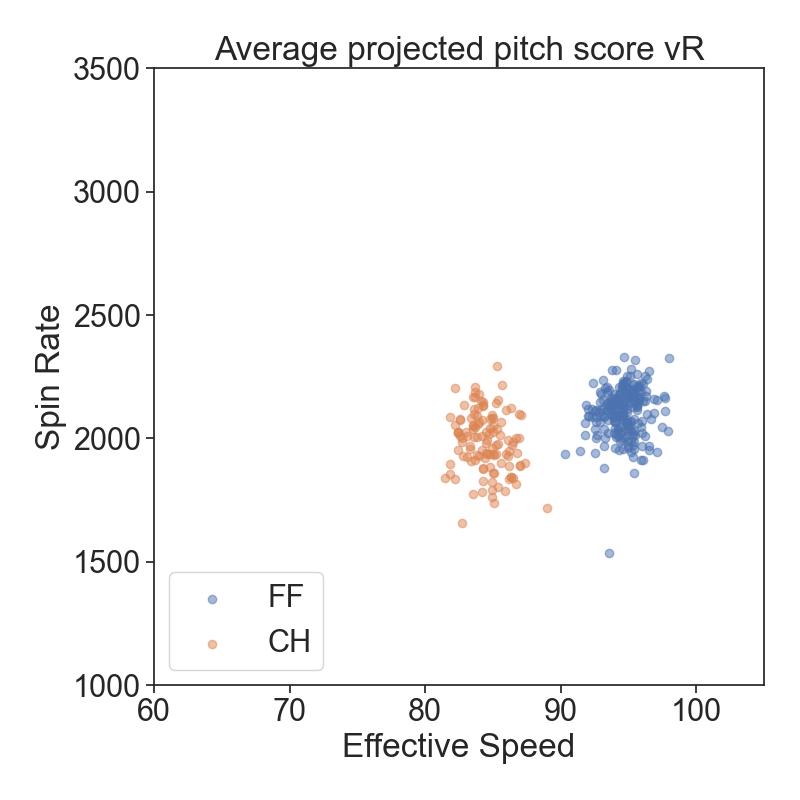 Average projected pitch score vR
3500
3000
2500
2000
1500
1000
Spin Rate
FF
CH
60 70 80 90 100
Effective Speed